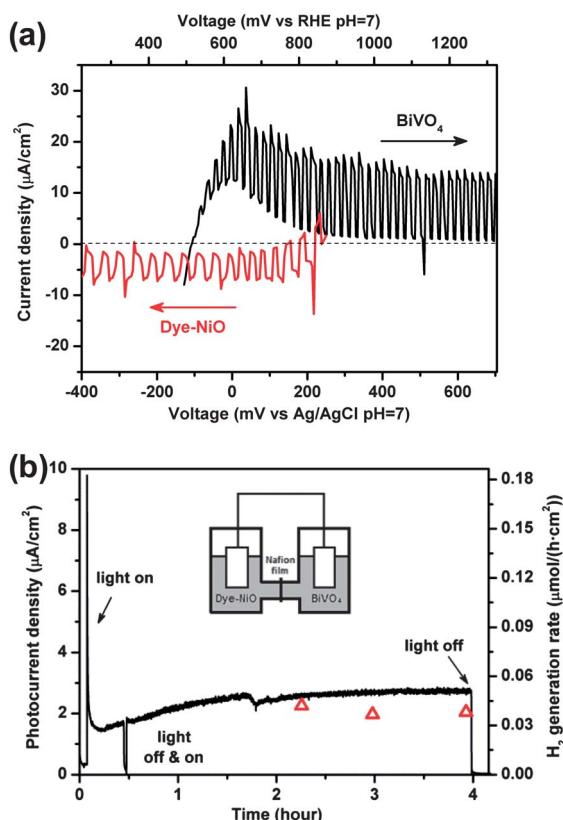 Voltage (mV vs RHE pH=7)
400 600 800 1000 1200
(a)
30
20
10
0
-10
-20
Current density (μA/cm²)
BiVO₄
Dye-NiO
-400 -200 0 200 400 600
Voltage (mV vs Ag/AgCl pH=7)
(b)
10
8
6
4
2
0
Photocurrent density (μA/cm²)
0.18
0.15
0.12
0.09
0.06
0.03
0.00
H₂ generation rate (μmol/(h·cm²)
light on
Nafion
film
Dye-NiO BiVO₄
light off
light
off & on
0 1 2 3 4
Time (hour)